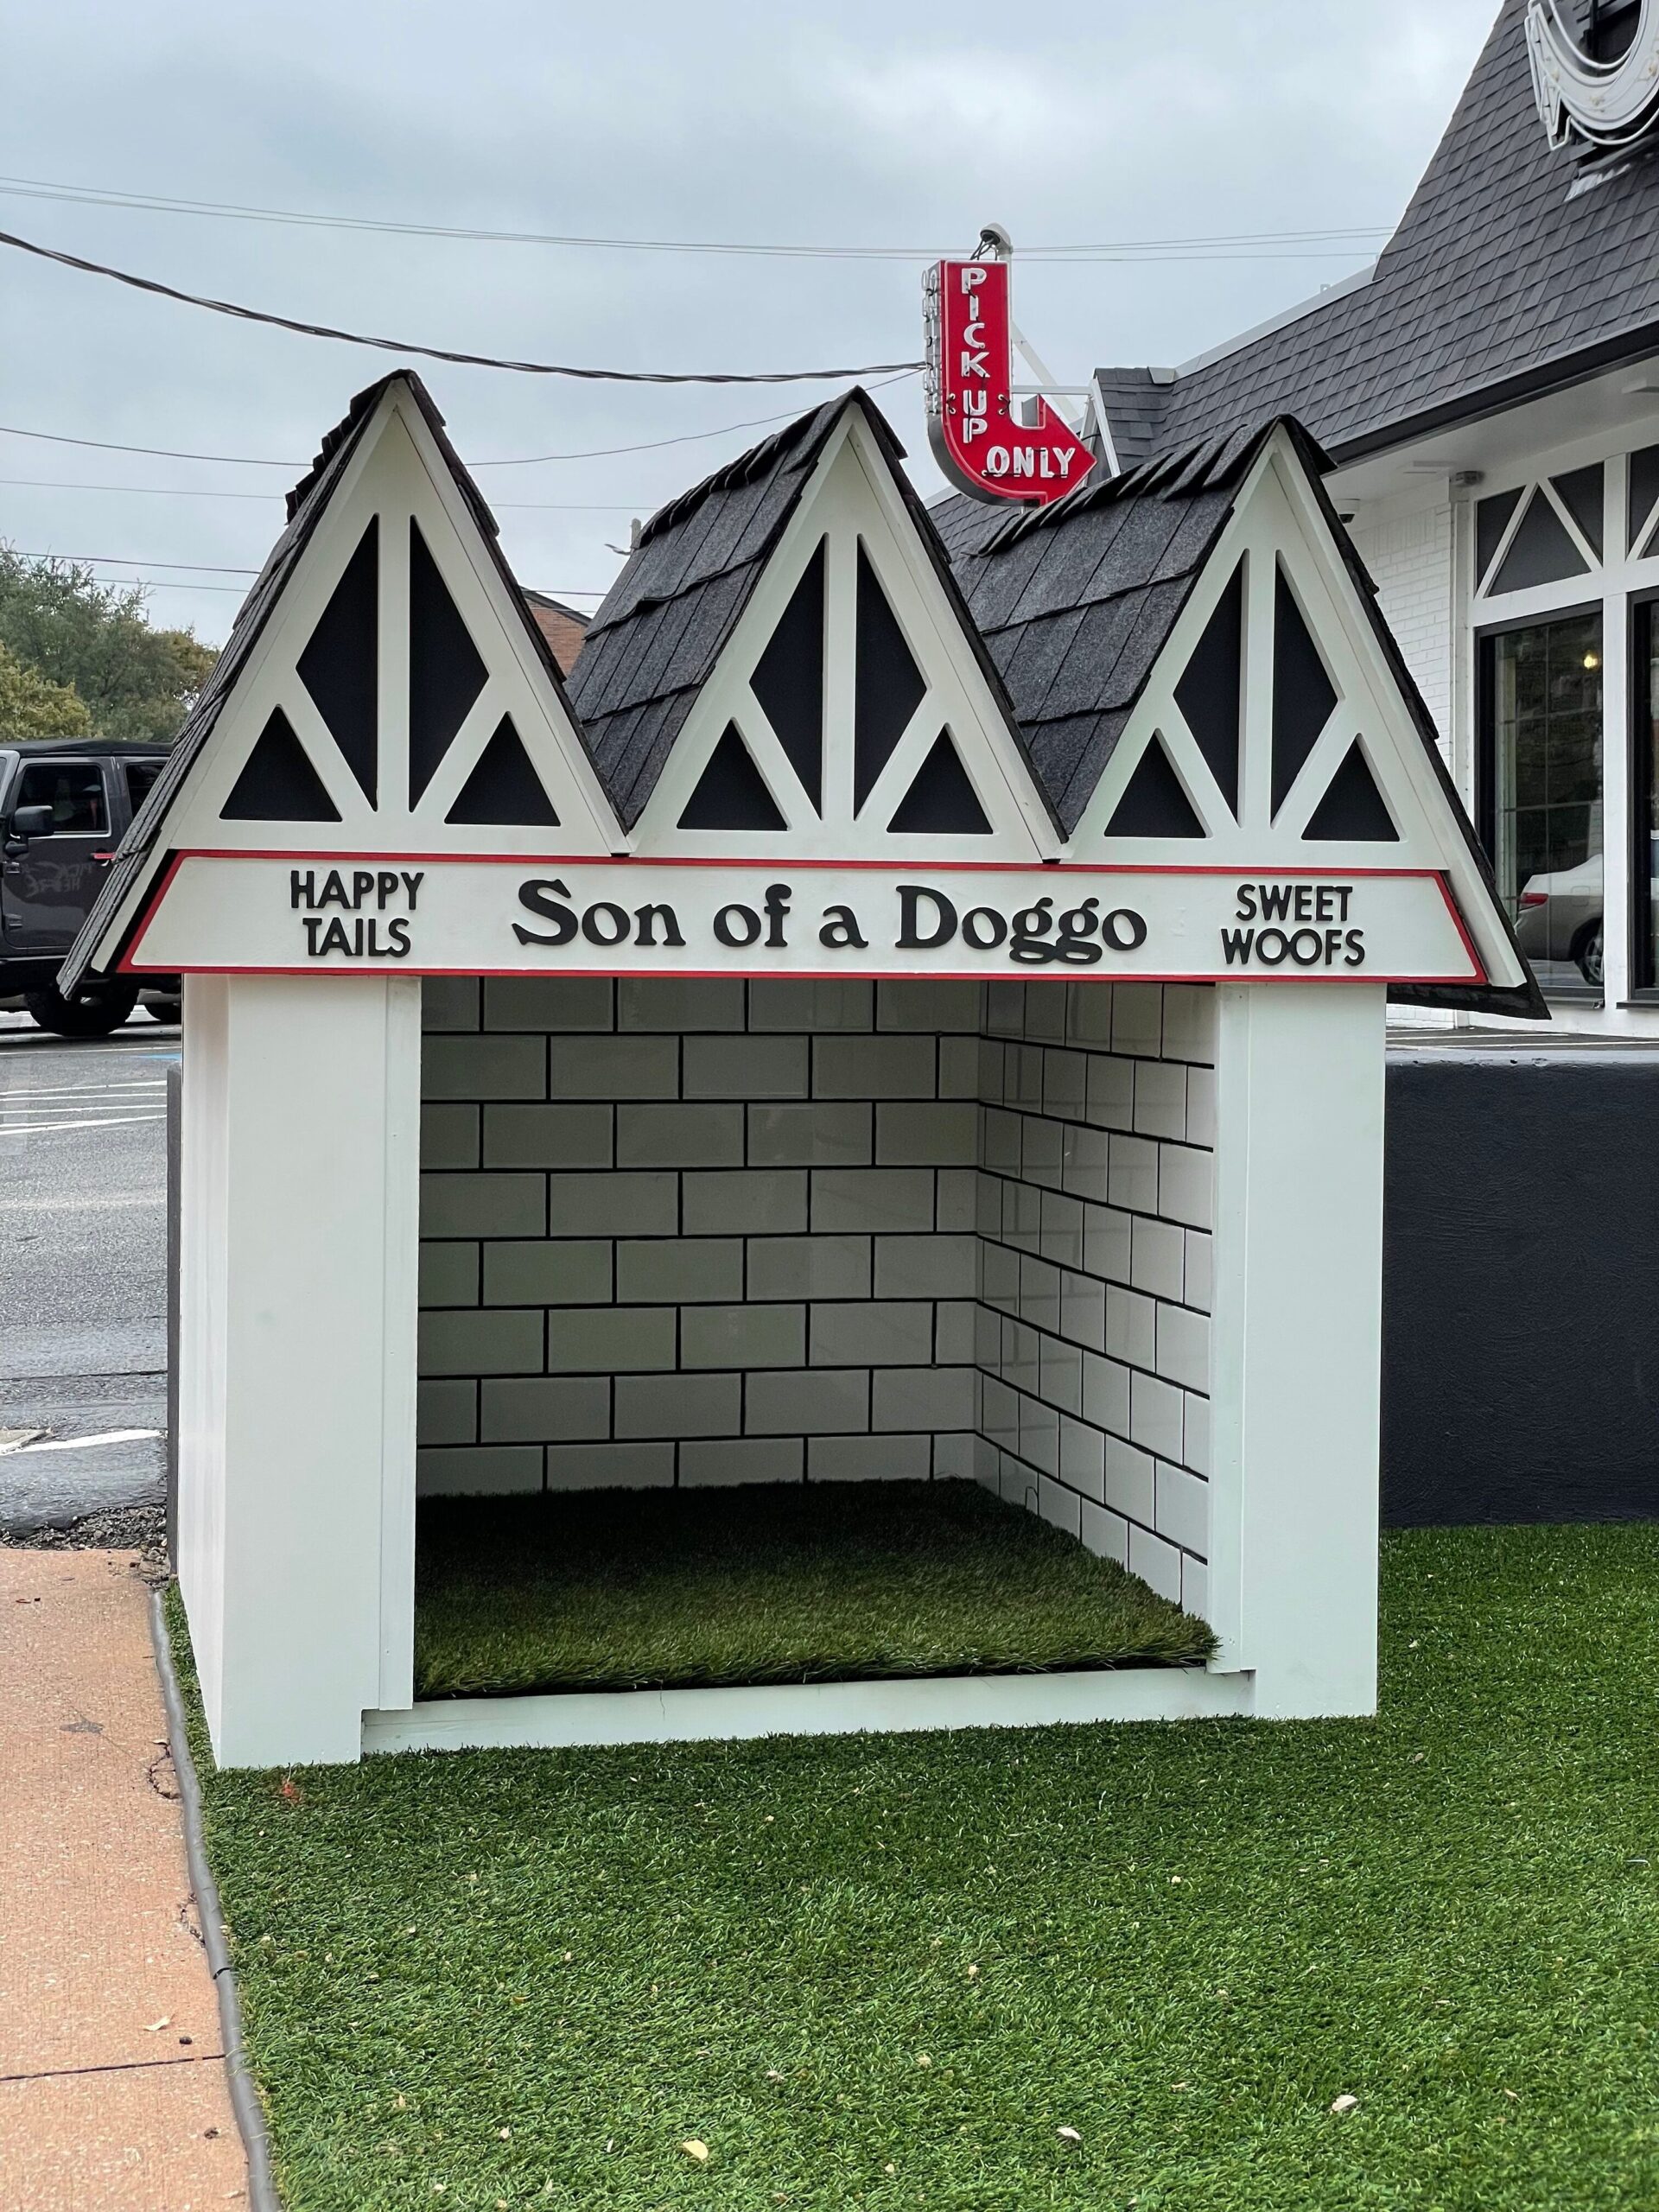 PICK UP
ONLY
HAPPY
TAILS
Son of a Doggo
SWEET
WOOFS